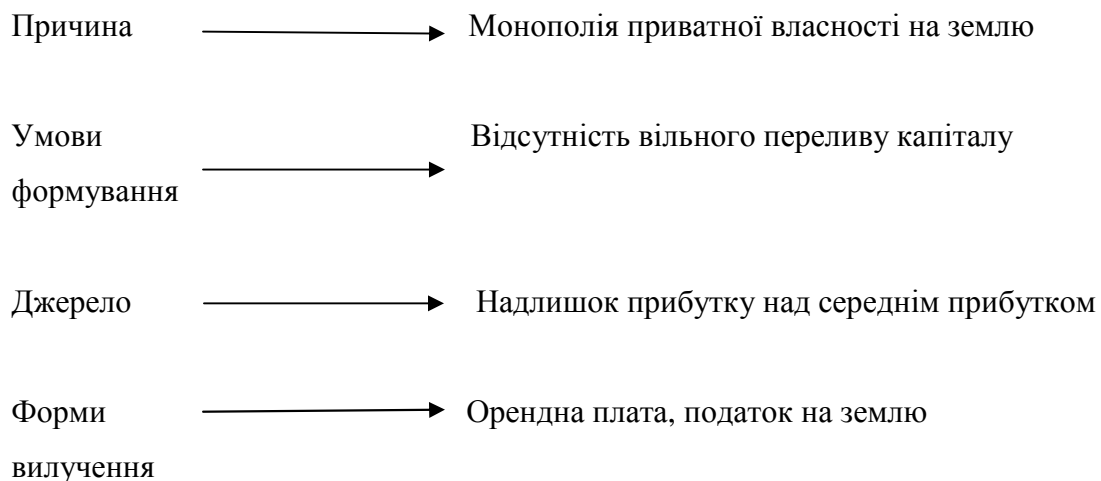 Причина Монополія приватної власності на землю
Умови Відсутність вільного переливу капіталу
формування
Джерело Надлишок прибутку над середнім прибутком
Форми Орендна плата, податок на землю
вилучення